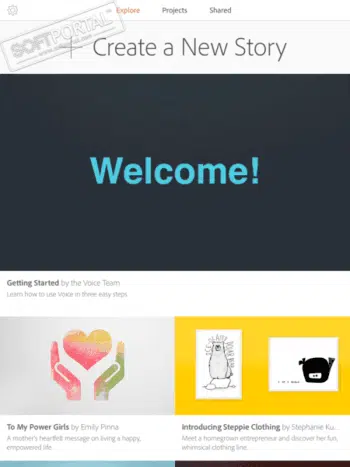 SOFTPORTAL
Explore Projects Shared
Create a New Story
Welcome!
Getting Started by the Voice Team
Learn how to use Voice in three easy steps
To My Power Girls by Emily Pinna
A mother's heartfelt message on living a happy,
empowered life.
Introducing Steppie Clothing by Stephanie Ku...
Meet a homegrown entrepreneur and discover her fun,
whimsical clothing line.